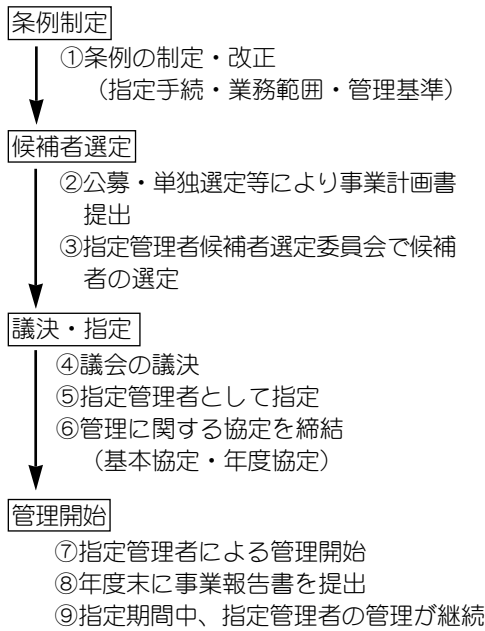 条例制定
①条例の制定・改正
（指定手続・業務範囲・管理基準）
候補者選定
②公募・単独選定等により事業計画書
提出
③指定管理者候補者選定委員会で候補
者の選定
議決・指定
④議会の議決
⑤指定管理者として指定
⑥管理に関する協定を締結
（基本協定・年度協定）
管理開始
⑦指定管理者による管理開始
⑧年度末に事業報告書を提出
⑨指定期間中、指定管理者の管理が継続